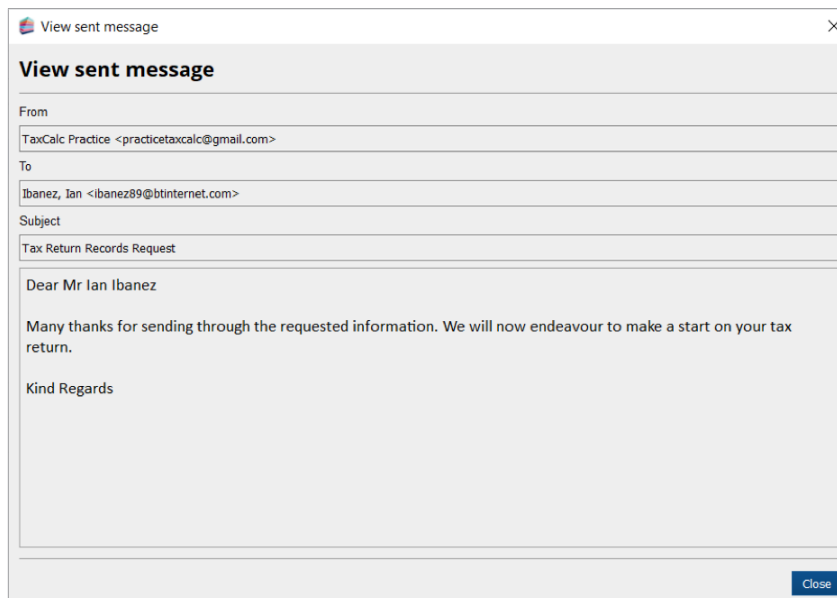 View sent message
View sent message
From
TaxCalc Practice <practicetaxcalc@gmail.com>
To
Ibanez, Ian <ibanez89@btinternet.com>
Subject
Tax Return Records Request
Dear Mr Ian Ibanez
Many thanks for sending through the requested information. We will now endeavour to make a start on your tax
return.
Kind Regards
Close